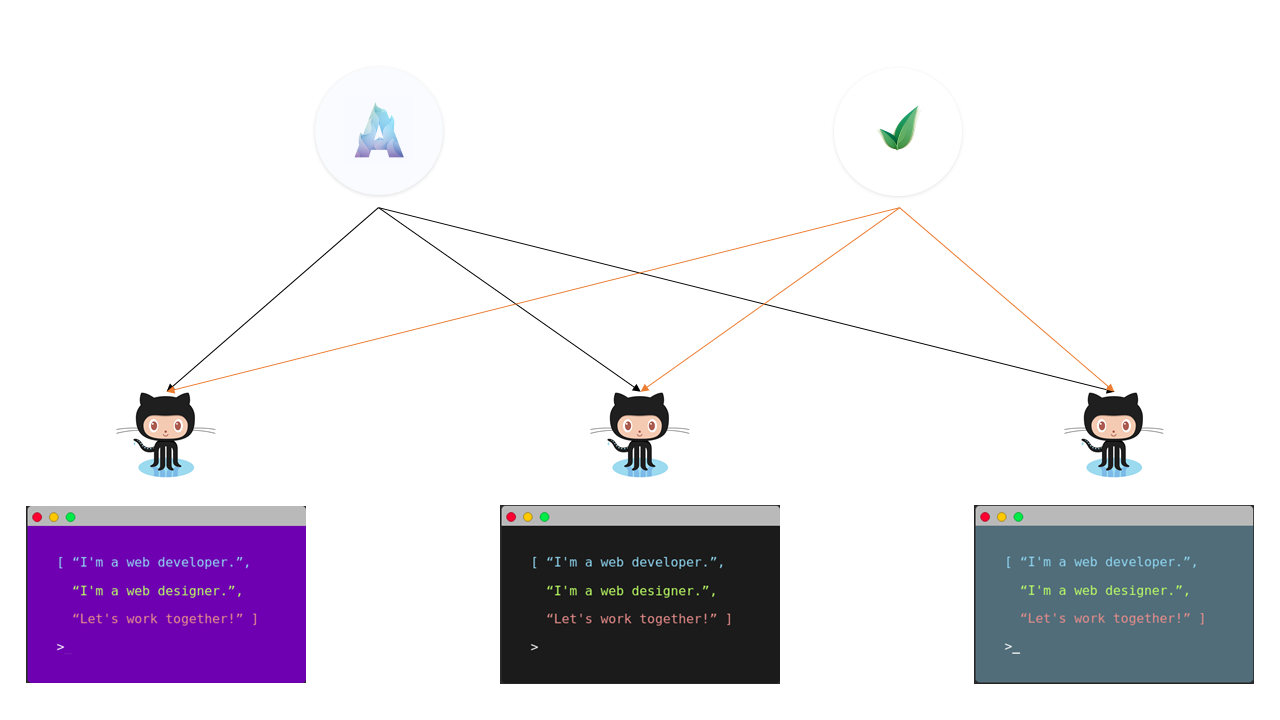 A
[ “I'm a web developer.”,
“I'm a web designer.”,
“Let's work together!” ]
>_
[ “I'm a web developer.”,
“I'm a web designer.”,
“Let's work together!” ]
>
[ “I'm a web developer.”,
“I'm a web designer.”,
“Let's work together!” ]
>_